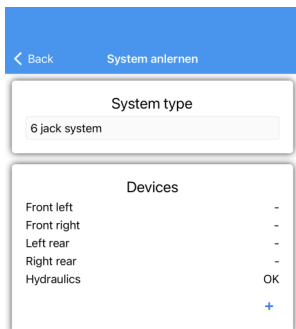 Back System anlernen
System type
6 jack system
Devices
Front left -
Front right -
Left rear -
Right rear -
Hydraulics OK
+